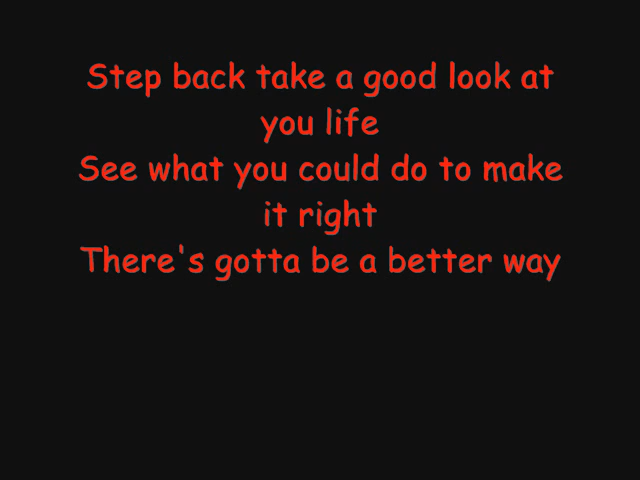 Step back take a good look at
you life
See what you could do to make
it right
There's gotta be a better way